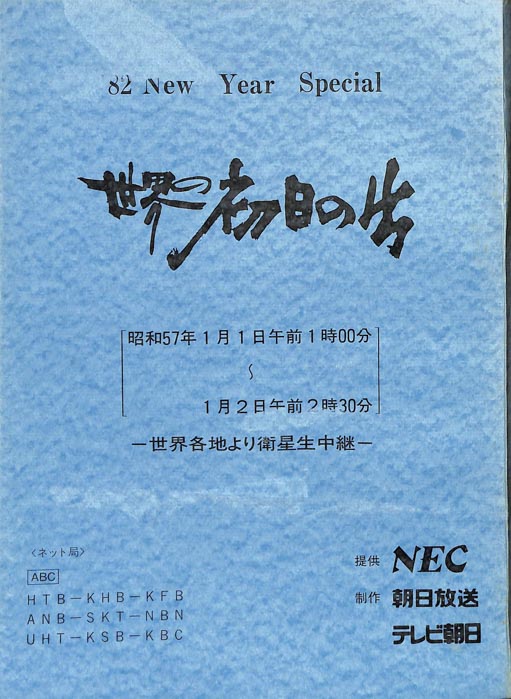 82 New Year Special
世界の初日の出
昭和57年1月1日午前1時00分
〜
1月2日午前2時30分
ー世界各地より衛星生中継ー
〈ネット局〉
ABC
HTB－KHB－KFB
ANB－SKT－NBN
UHT－KSB－KBC
提供 NEC
制作 朝日放送
テレビ朝日